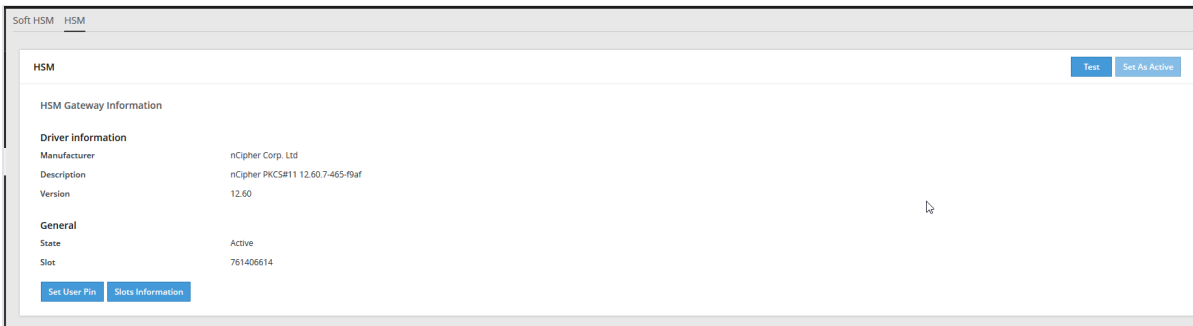 Soft HSM HSM
HSM
Test Set As Active
HSM Gateway Information
Driver information
Manufacturer nCipher Corp. Ltd
Description nCipher PKCS#11 12.60.7-465-f9af
Version 12.60
General
State Active
Slot 761406614
Set User Pin Slots Information